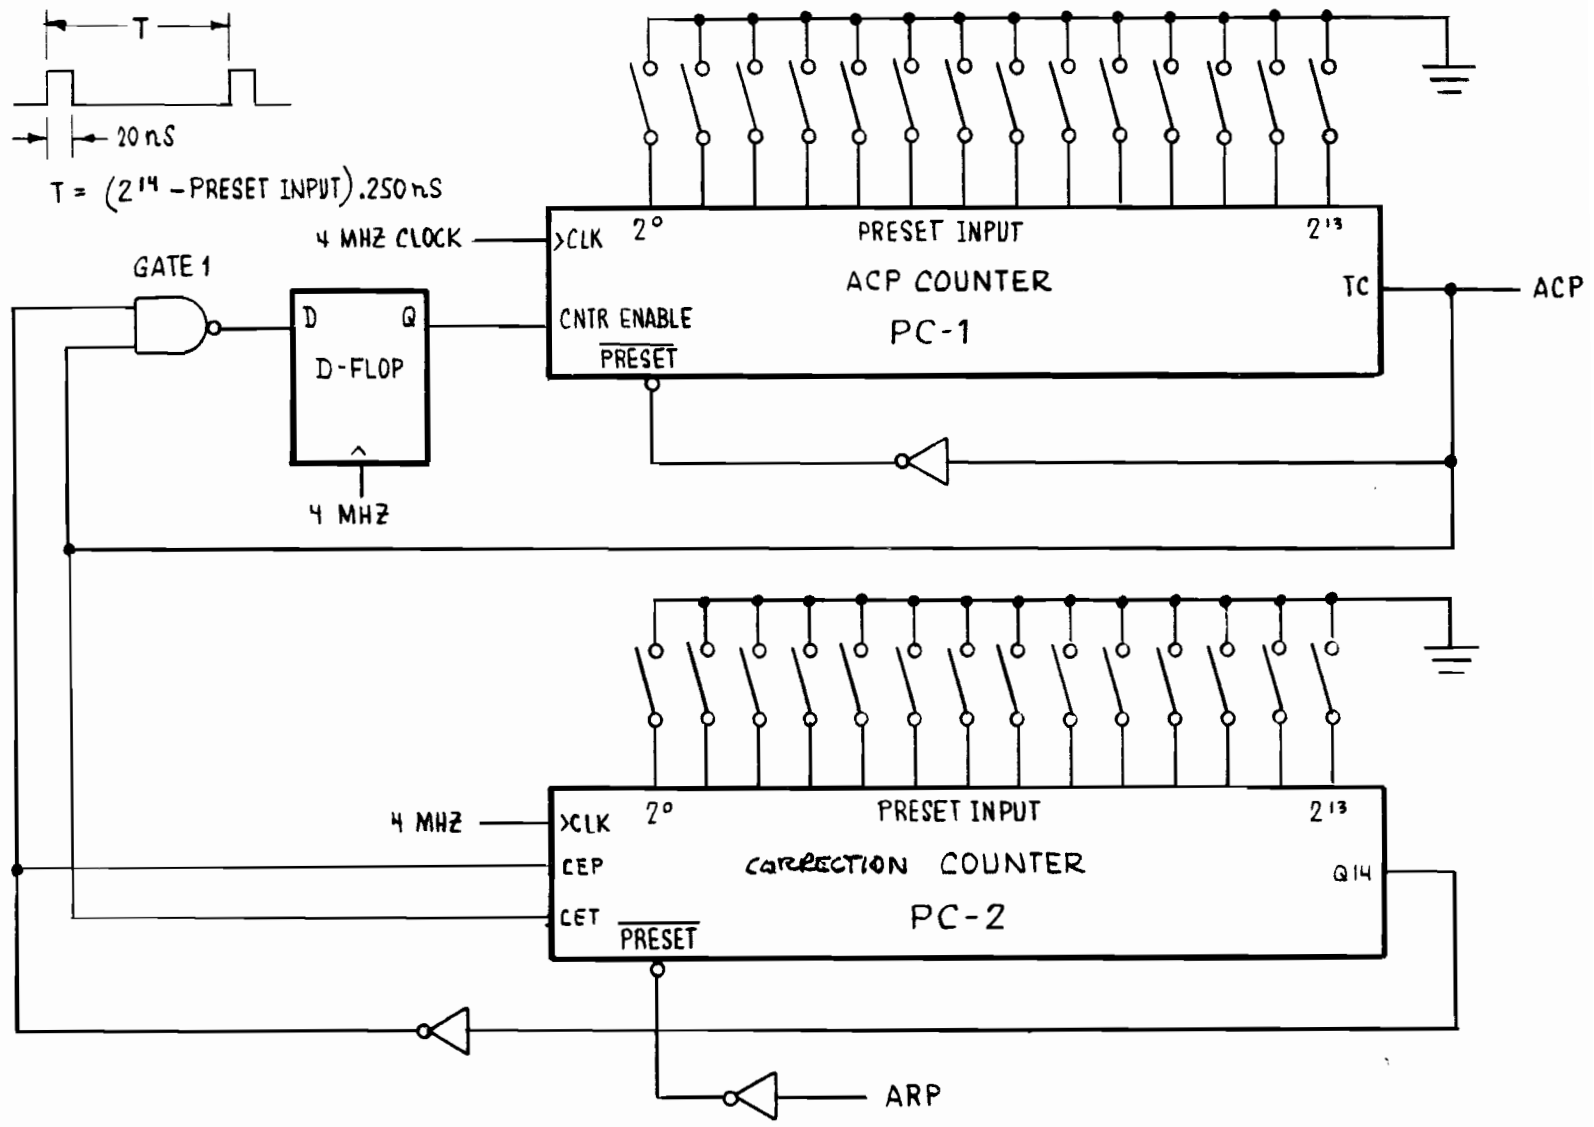 T
20 nS
T = (2¹⁴ – PRESET INPUT).250 nS
4 MHZ CLOCK
>CLK
2⁰
PRESET INPUT
2¹³
ACP COUNTER
TC
ACP
GATE 1
D
Q
D-FLOP
CNTR ENABLE
PC-1
PRESET
4 MHZ
4 MHZ
>CLK
2⁰
PRESET INPUT
2¹³
CEP
CORRECTION COUNTER
Q14
CET
PC-2
PRESET
ARP